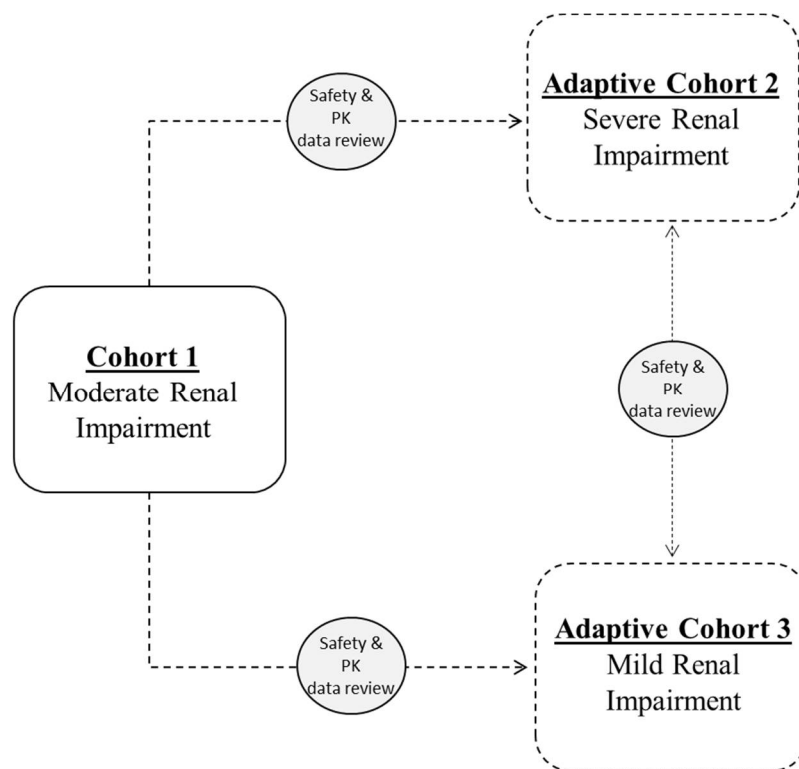 Safety &
PK
data review
Adaptive Cohort 2
Severe Renal
Impairment
Cohort 1
Moderate Renal
Impairment
Safety &
PK
data review
Safety &
PK
data review
Adaptive Cohort 3
Mild Renal
Impairment